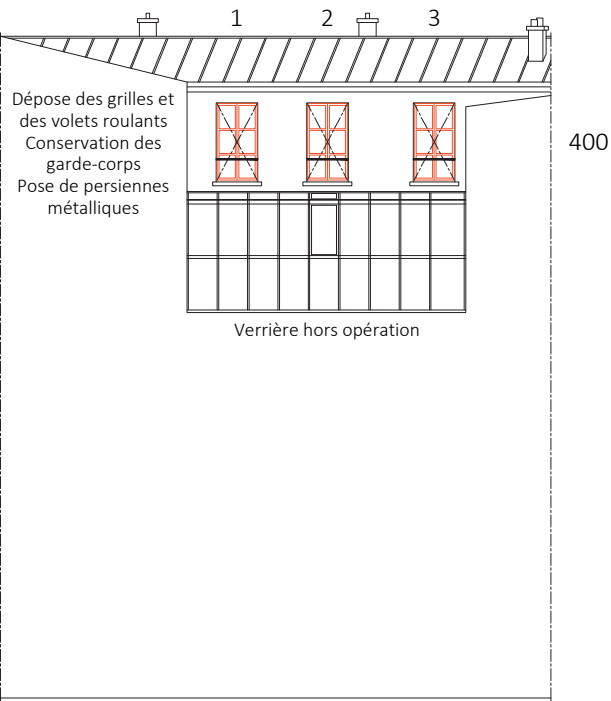 1 2 3
Dépose des grilles et
des volets roulants
Conservation des
garde-corps
Pose de persiennes
métalliques
400
Verrière hors opération